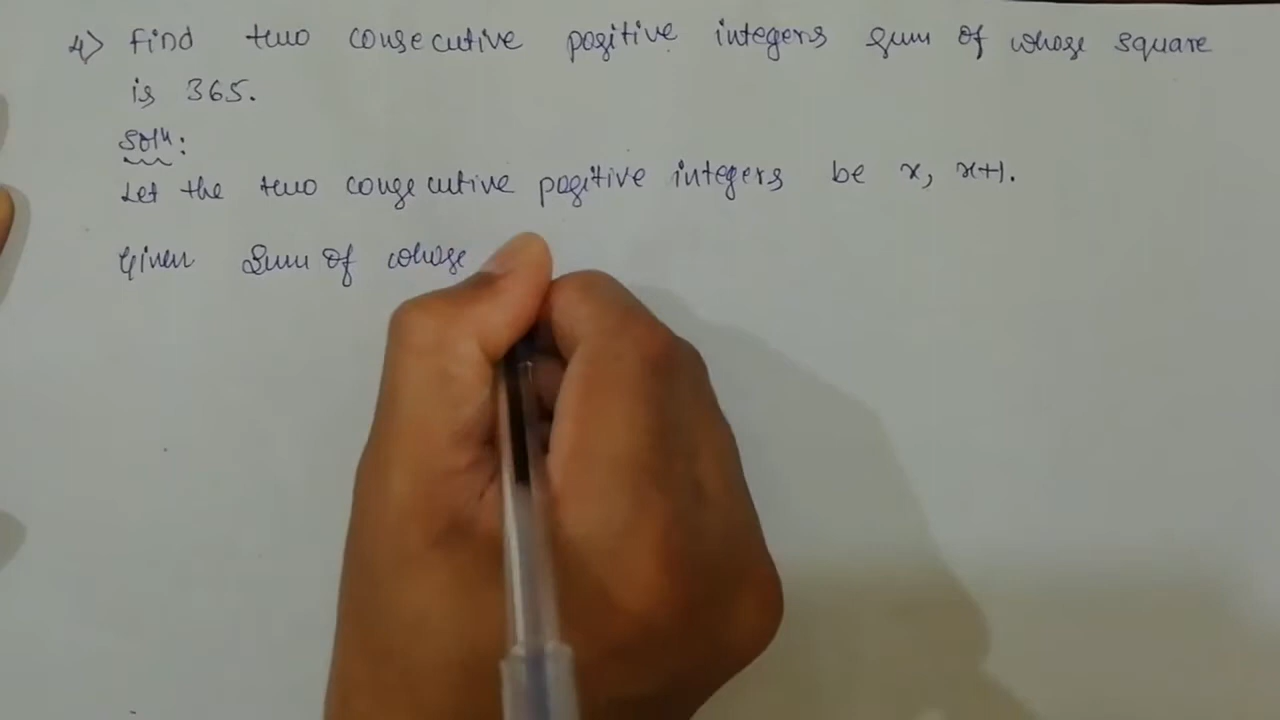 4) Find two consecutive positive integers sum of whose square
is 365.
Soln:
Let the two consecutive positive integers be x, x+1.
Given Sum of whose